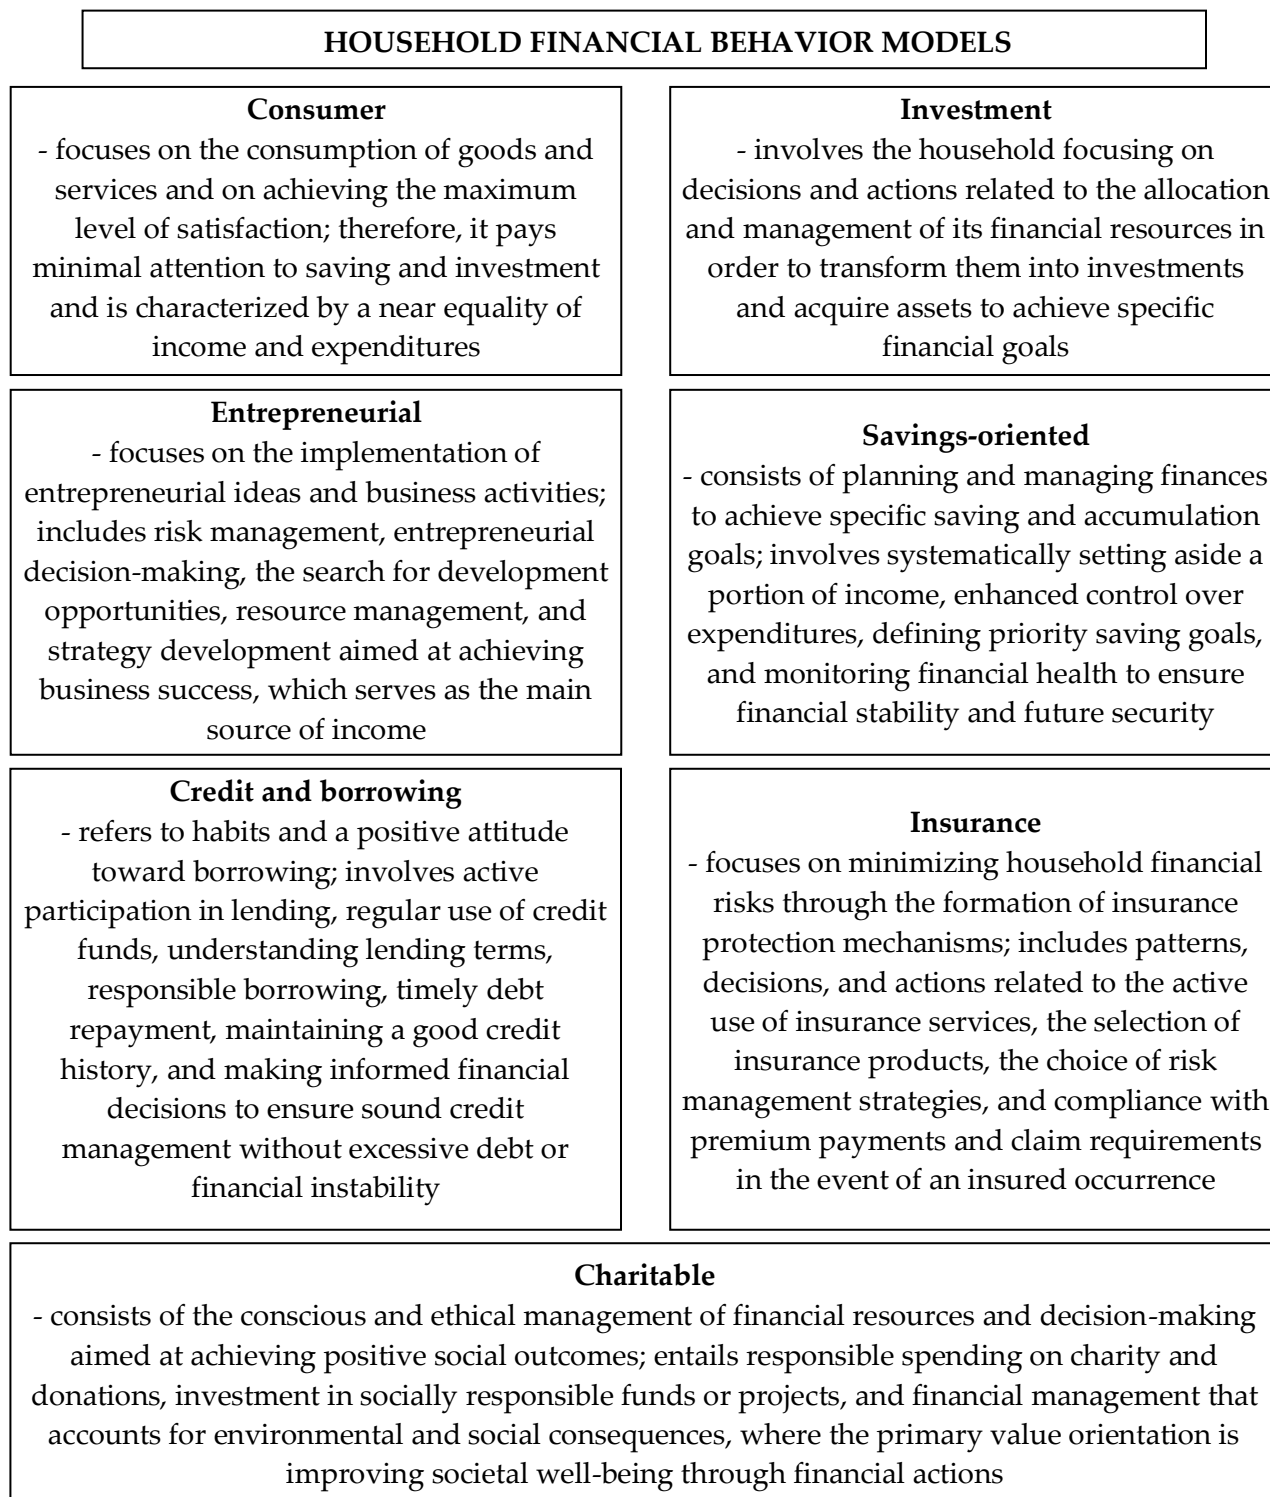 HOUSEHOLD FINANCIAL BEHAVIOR MODELS
Consumer
- focuses on the consumption of goods and
services and on achieving the maximum
level of satisfaction; therefore, it pays
minimal attention to saving and investment
and is characterized by a near equality of
income and expenditures
Investment
- involves the household focusing on
decisions and actions related to the allocation
and management of its financial resources in
order to transform them into investments
and acquire assets to achieve specific
financial goals
Entrepreneurial
- focuses on the implementation of
entrepreneurial ideas and business activities;
includes risk management, entrepreneurial
decision-making, the search for development
opportunities, resource management, and
strategy development aimed at achieving
business success, which serves as the main
source of income
Savings-oriented
- consists of planning and managing finances
to achieve specific saving and accumulation
goals; involves systematically setting aside a
portion of income, enhanced control over
expenditures, defining priority saving goals,
and monitoring financial health to ensure
financial stability and future security
Credit and borrowing
- refers to habits and a positive attitude
toward borrowing; involves active
participation in lending, regular use of credit
funds, understanding lending terms,
responsible borrowing, timely debt
repayment, maintaining a good credit
history, and making informed financial
decisions to ensure sound credit
management without excessive debt or
financial instability
Insurance
- focuses on minimizing household financial
risks through the formation of insurance
protection mechanisms; includes patterns,
decisions, and actions related to the active
use of insurance services, the selection of
insurance products, the choice of risk
management strategies, and compliance with
premium payments and claim requirements
in the event of an insured occurrence
Charitable
- consists of the conscious and ethical management of financial resources and decision-making
aimed at achieving positive social outcomes; entails responsible spending on charity and
donations, investment in socially responsible funds or projects, and financial management that
accounts for environmental and social consequences, where the primary value orientation is
improving societal well-being through financial actions